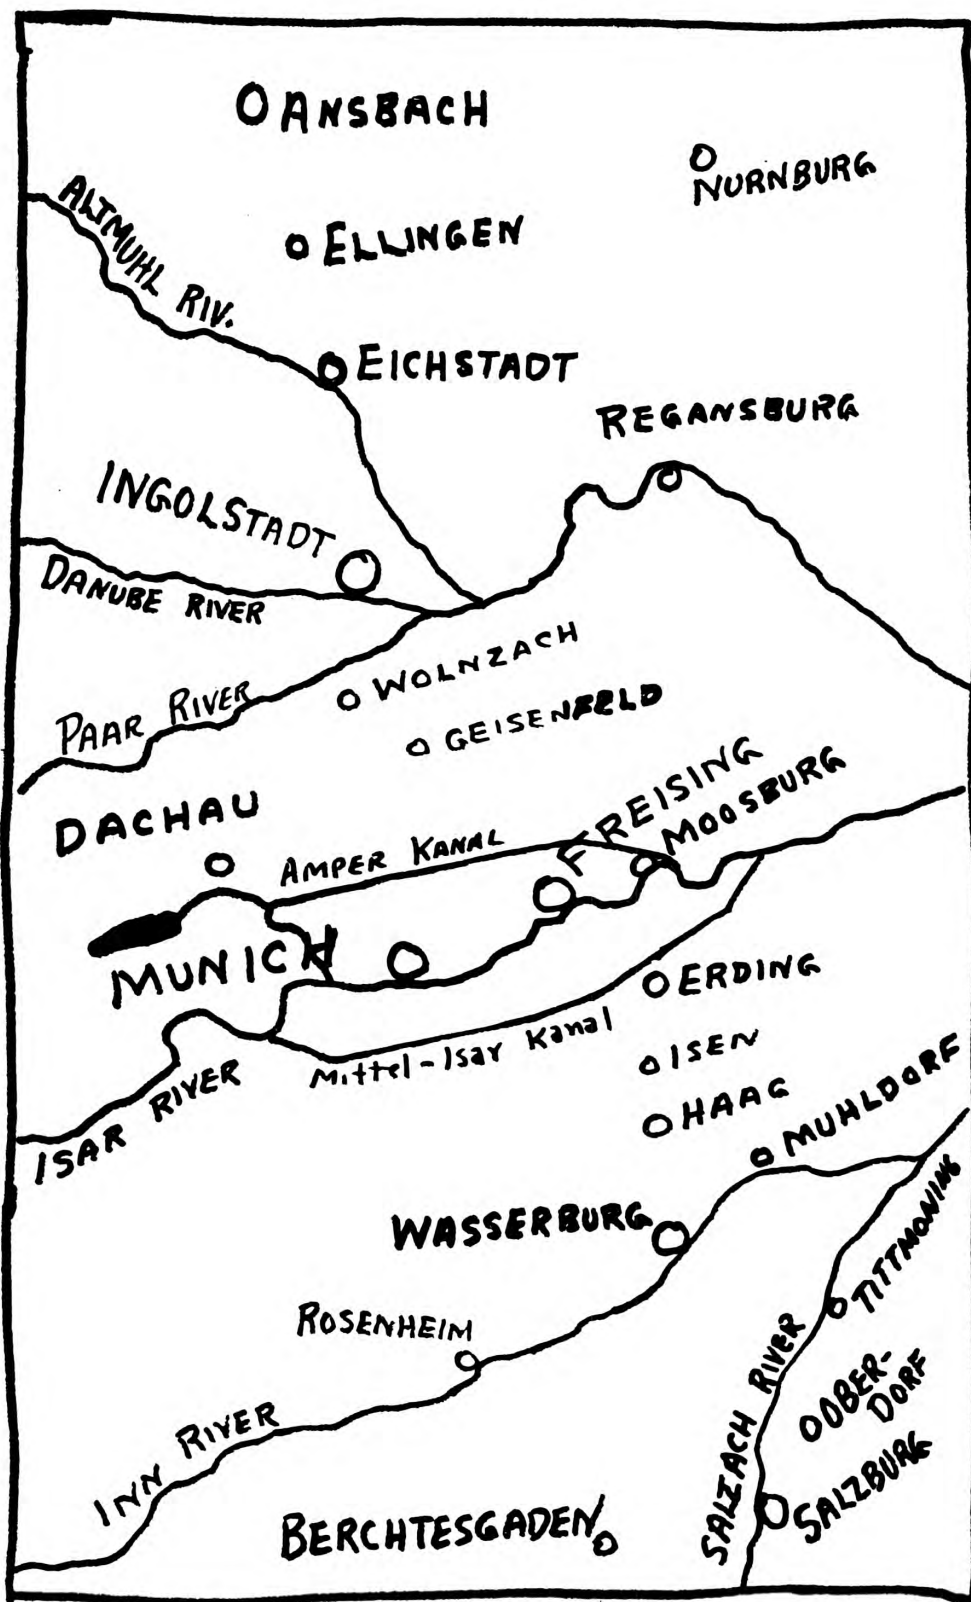 ANSBACH
NURNBURG
ALTMUHL RIV.
ELLINGEN
EICHSTADT
REGANSBURG
INGOLSTADT
DANUBE RIVER
WOLNZACH
PAAR RIVER
GEISENFELD
FREISING
MOOSBURG
DACHAU
AMPER KANAL
MUNICH
ERDING
Mittel-Isar Kanal
ISEN
ISAR RIVER
HAAG
MUHLDORF
WASSERBURG
TITTMONING
ROSENHEIM
SALZACH RIVER
OBER-
DORF
INN RIVER
SALZBURG
BERCHTESGADEN